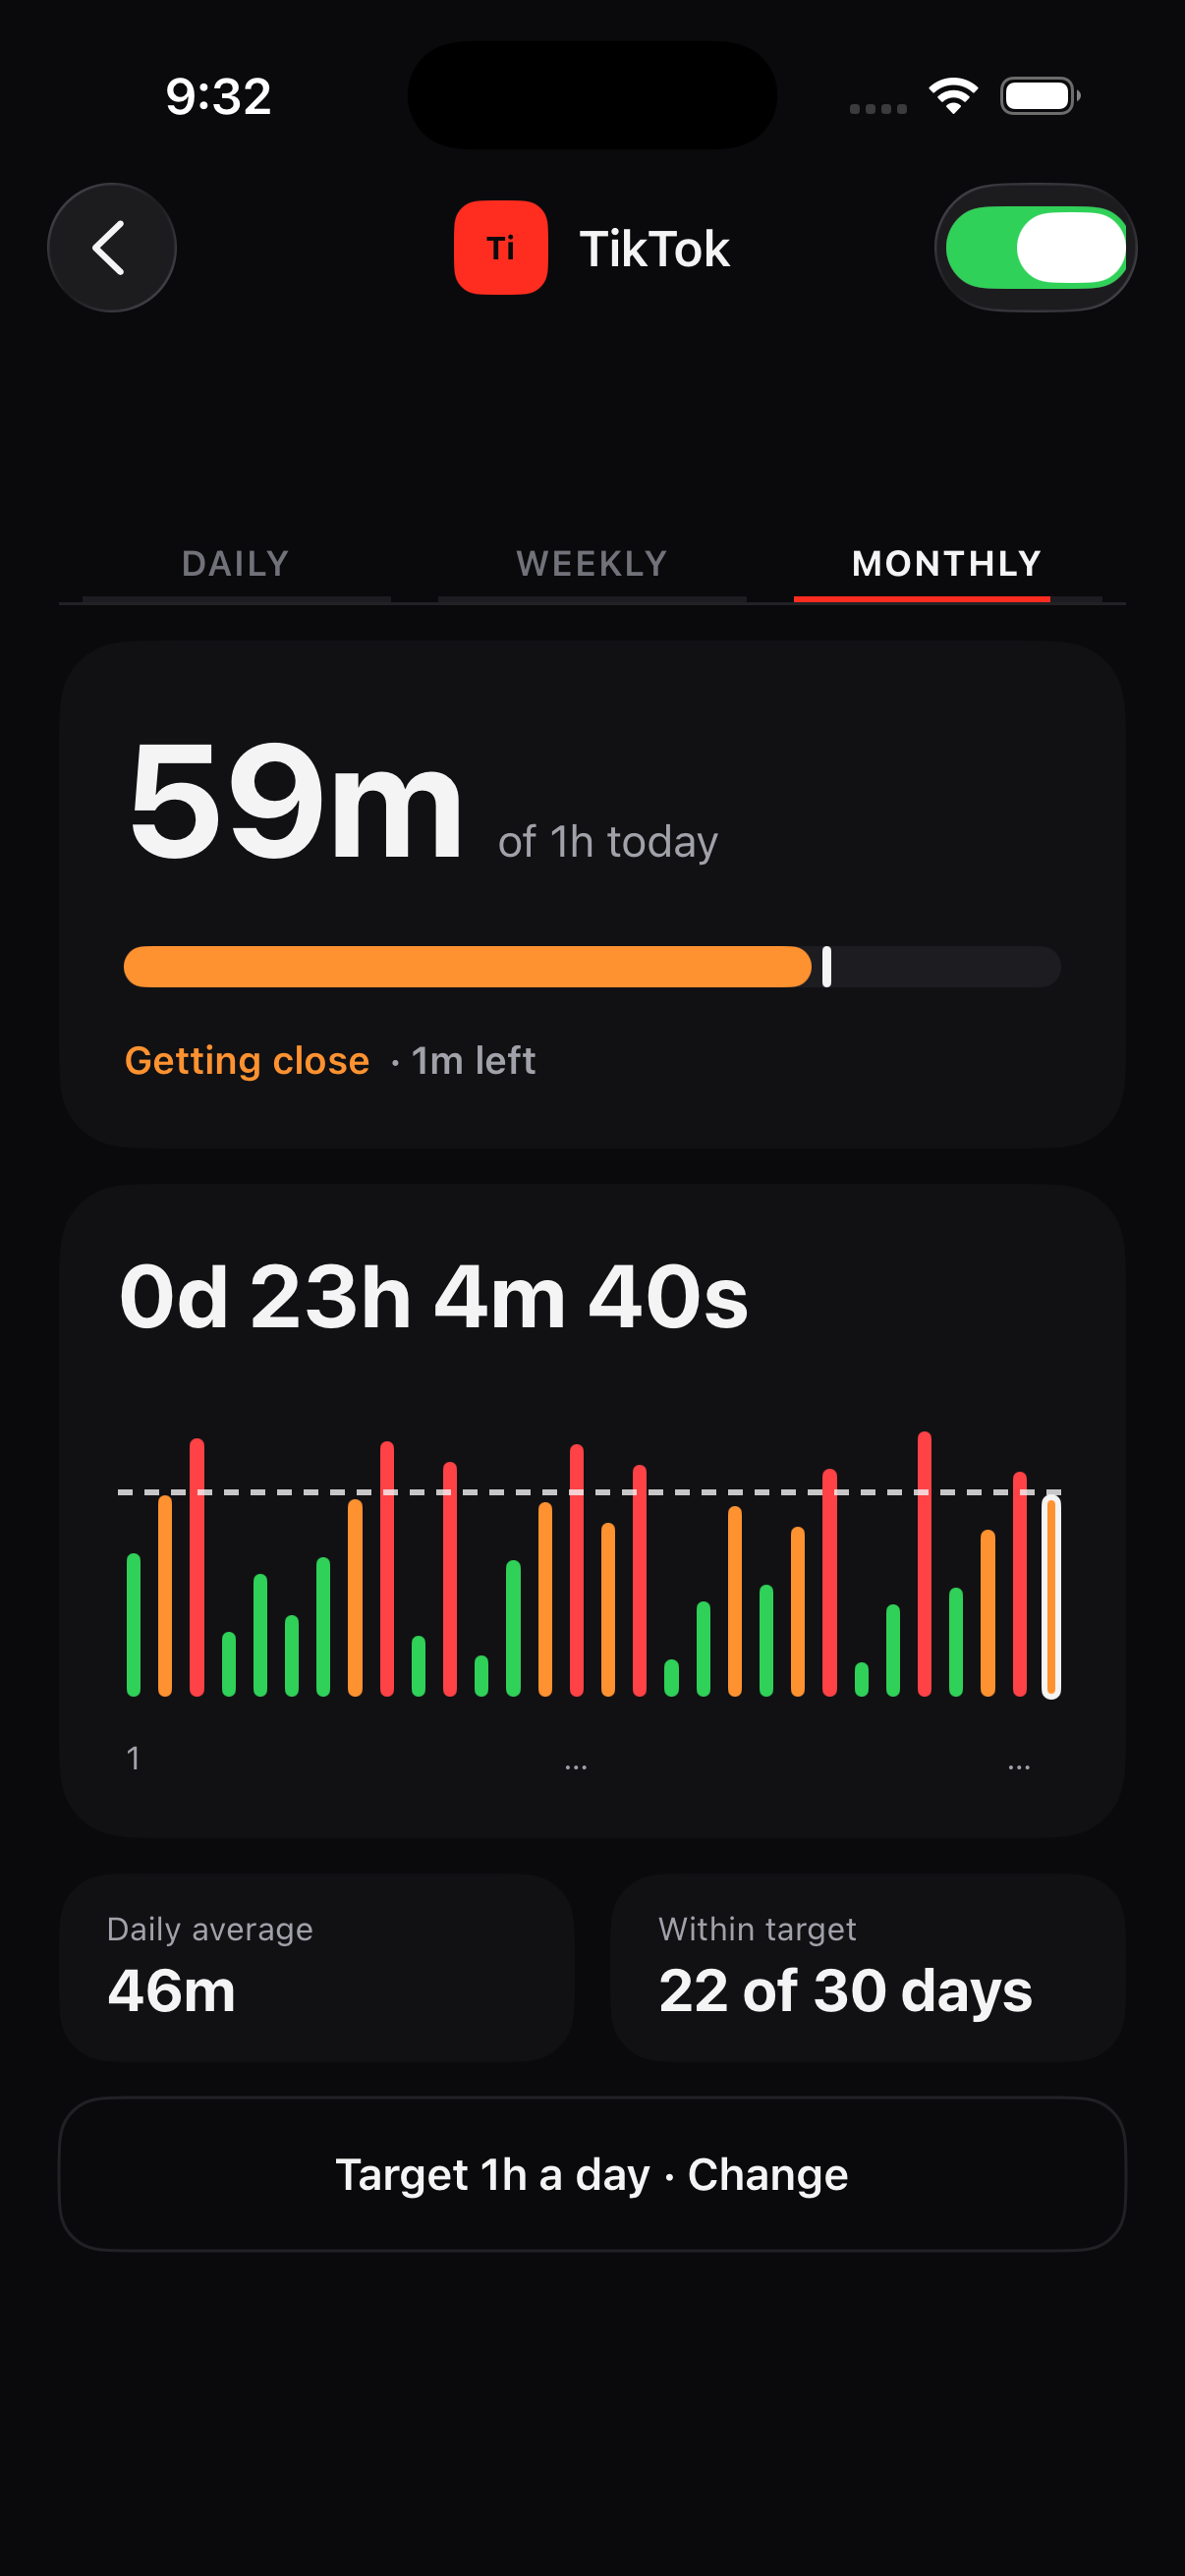 9:32
Ti TikTok
DAILY WEEKLY MONTHLY
59m of 1h today
Getting close · 1m left
0d 23h 4m 40s
1 ... ...
Daily average
46m
Within target
22 of 30 days
Target 1h a day · Change